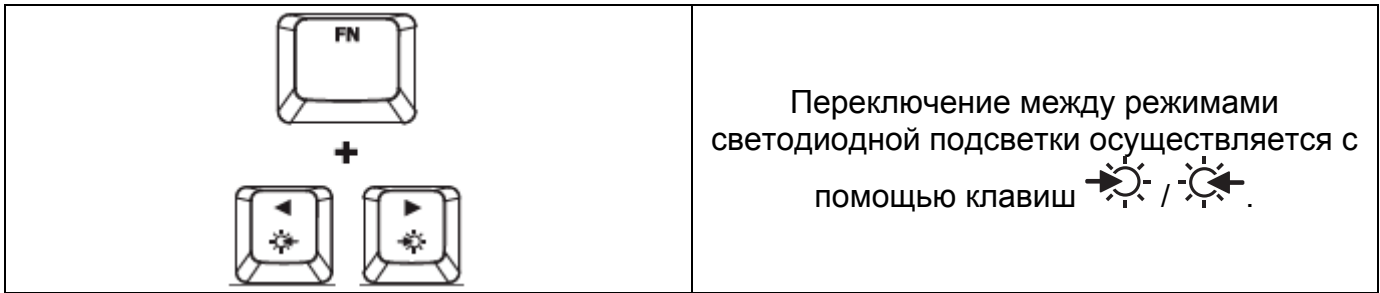 FN
+
Переключение между режимами
светодиодной подсветки осуществляется с
помощью клавиш / .